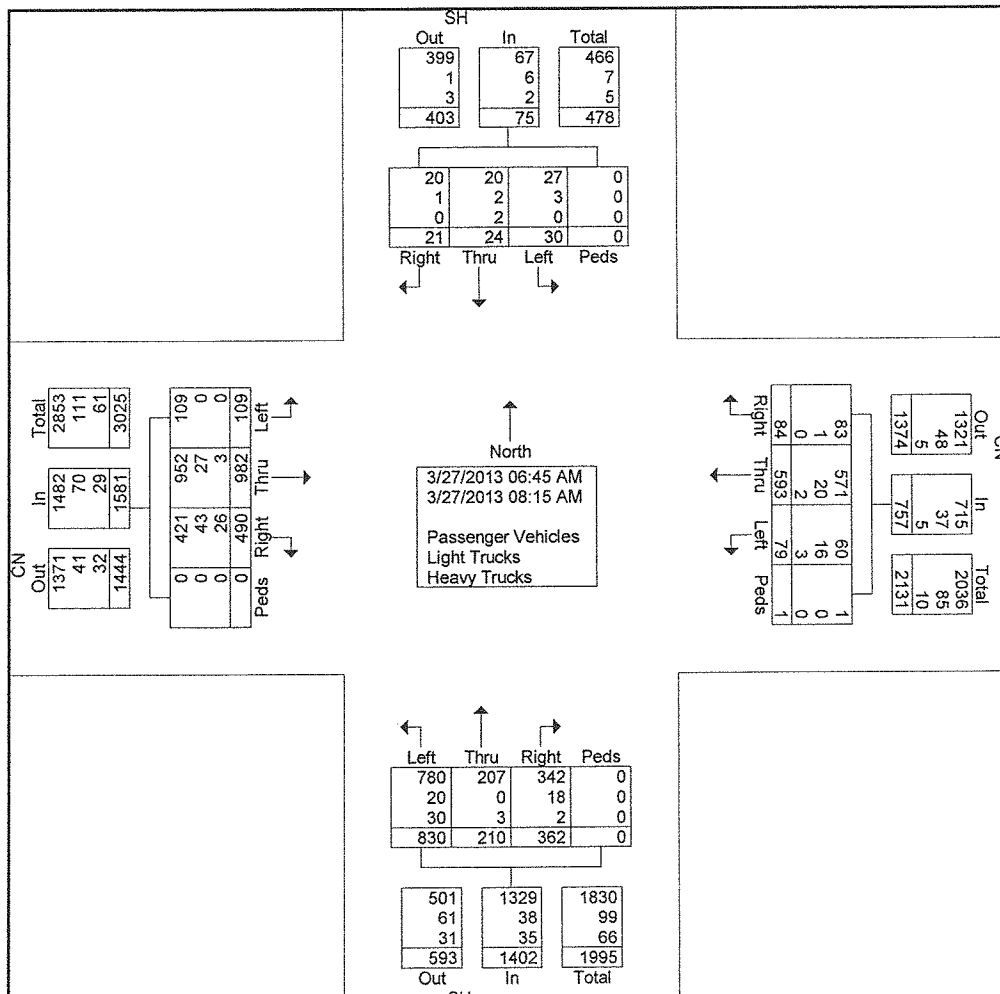 SH
Out In Total
399 67 466
1 6 7
3 2 5
403 75 478
20 20 27 0
1 2 3 0
0 2 0 0
21 24 30 0
Right Thru Left Peds
Total
2853
111
61
3025
In
1482
70
29
1581
CN
Out
1371
41
32
1444
109 0 0 109 Left
952 27 3 982 Thru
421 43 26 490 Right
0 0 0 0 Peds
North
3/27/2013 06:45 AM
3/27/2013 08:15 AM
Passenger Vehicles
Light Trucks
Heavy Trucks
Right 84 0 1 83
Thru 593 2 20 571
Left 79 3 16 60
Peds 1 0 0 1
CN
Out
1321
48
5
1374
In
715
37
5
757
Total
2036
85
10
2131
Left Thru Right Peds
780 207 342 0
20 0 18 0
30 3 2 0
830 210 362 0
501 1329 1830
61 38 99
31 35 66
593 1402 1995
Out In Total
SH